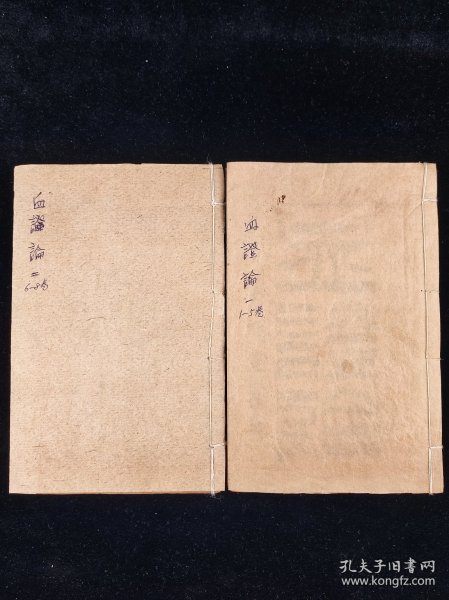 血證論
一
1-5卷
血證論
二
6-8卷
孔夫子旧书网
www.kongfz.com